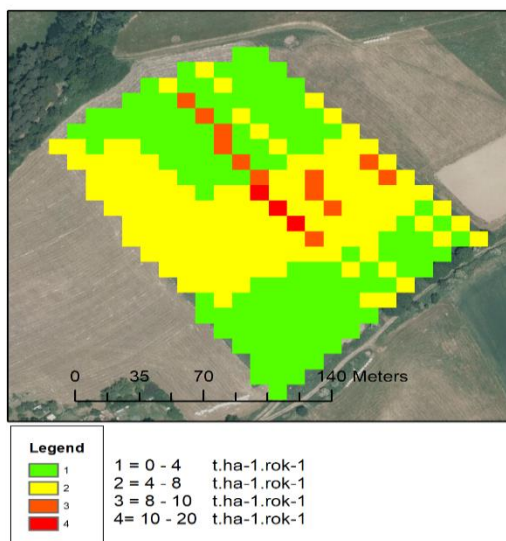 0 35 70 140 Meters
Legend
1
2
3
4
1 = 0 - 4 t.ha-1.rok-1
2 = 4 - 8 t.ha-1.rok-1
3 = 8 - 10 t.ha-1.rok-1
4= 10 - 20 t.ha-1.rok-1